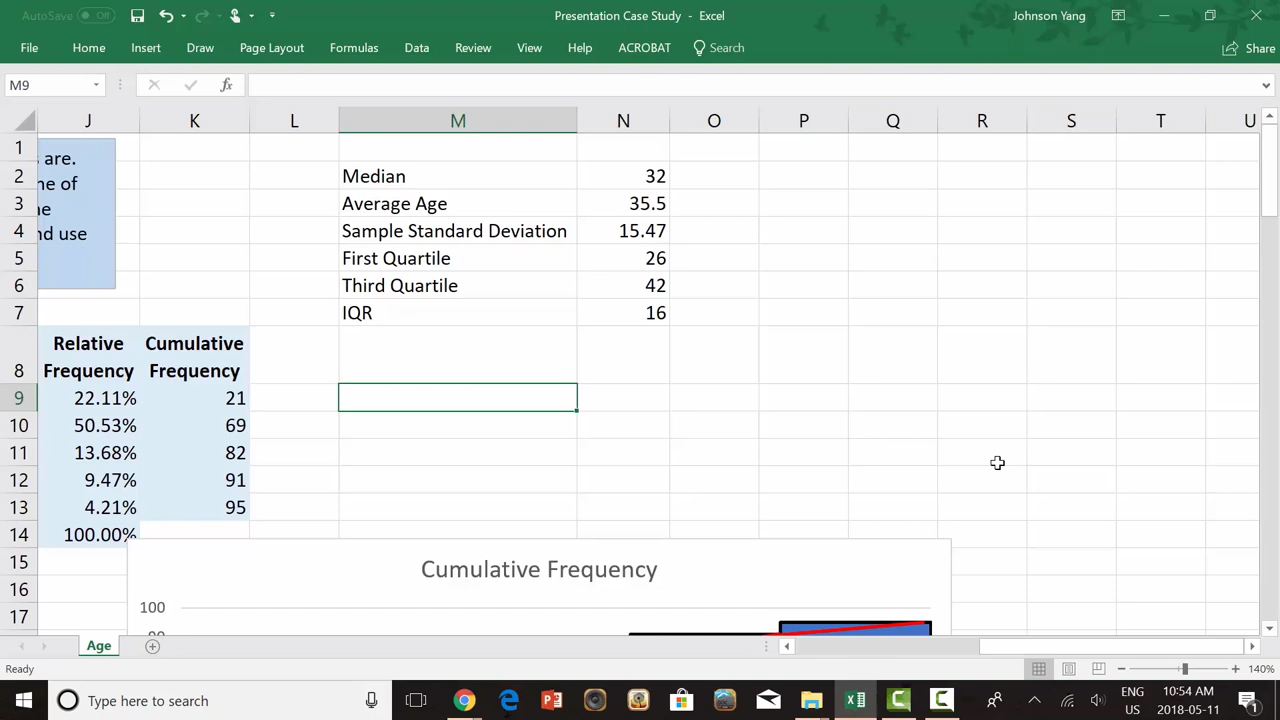 AutoSave Off Presentation Case Study - Excel Johnson Yang
File Home Insert Draw Page Layout Formulas Data Review View Help ACROBAT Search Share
M9 fx
J K L M N O P Q R S T U
1 s are.
2 ne of Median 32
3 ne Average Age 35.5
4 nd use Sample Standard Deviation 15.47
5 First Quartile 26
6 Third Quartile 42
7 IQR 16
Relative Cumulative
8 Frequency Frequency
9 22.11% 21
10 50.53% 69
11 13.68% 82
12 9.47% 91
13 4.21% 95
14 100.00%
15 Cumulative Frequency
16 100
17 90
Age
Ready 140%
Type here to search ENG 10:54 AM
US 2018-05-11 1